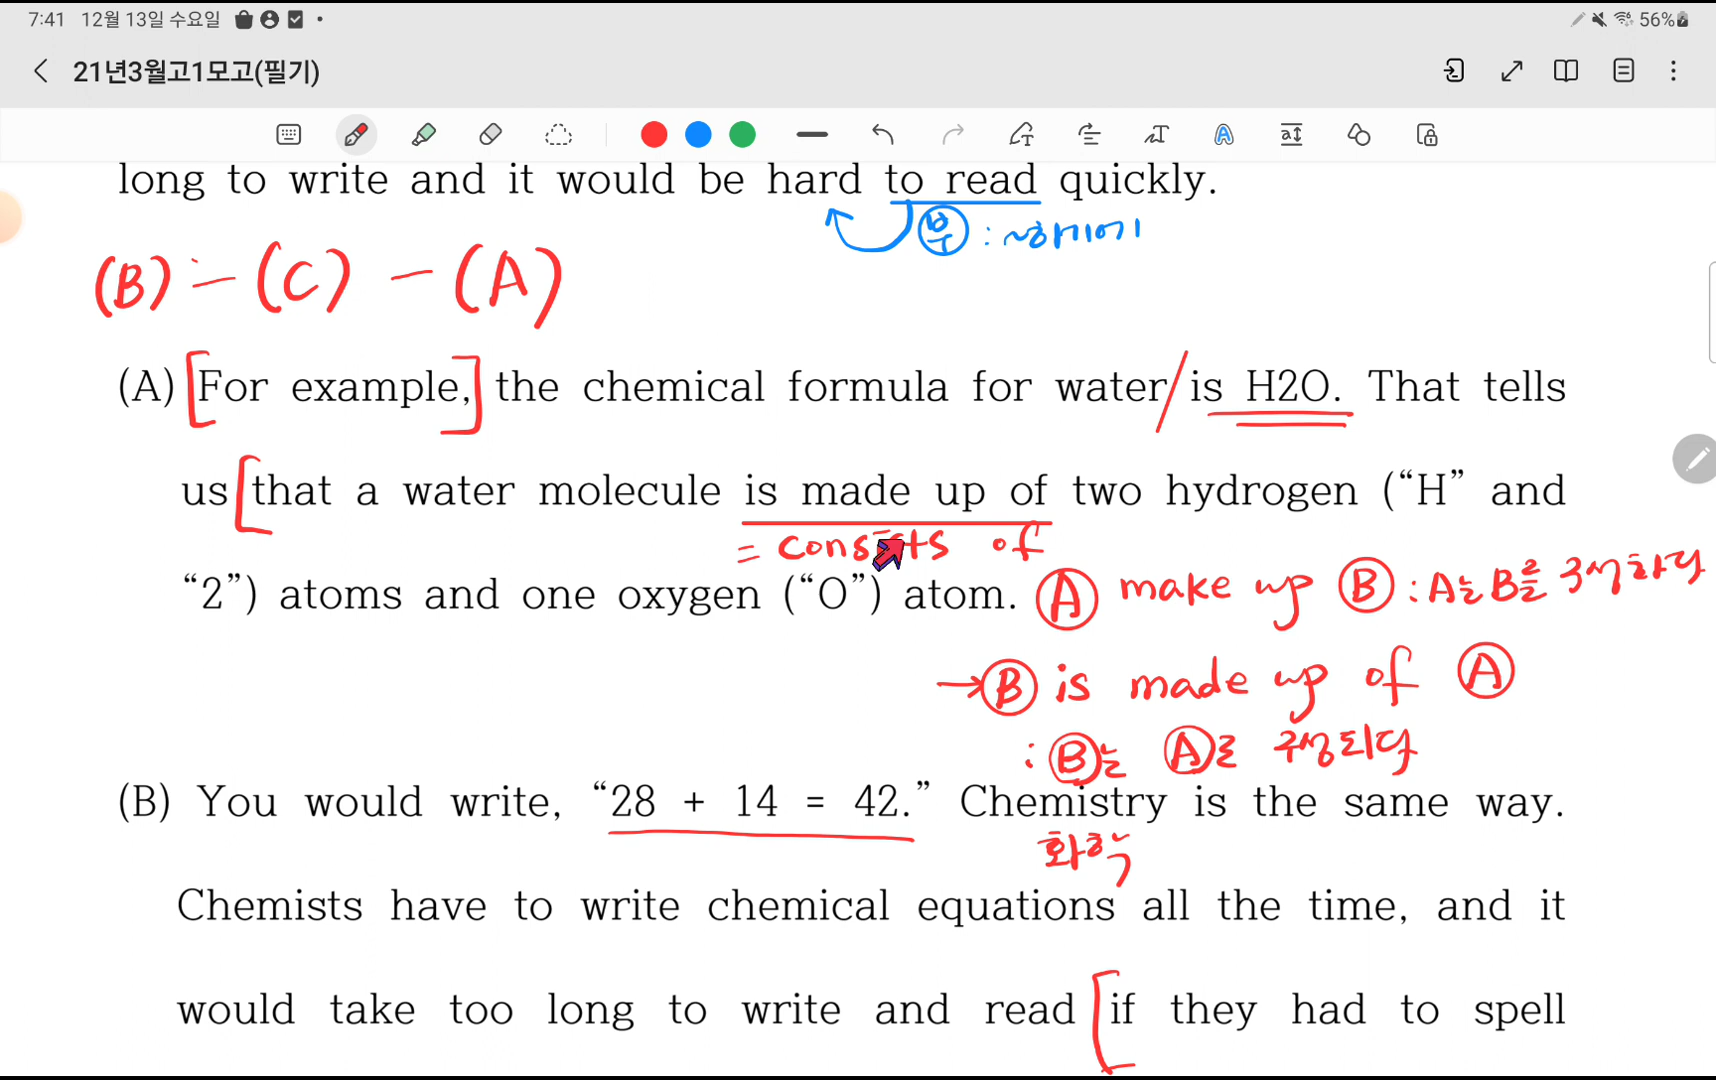 7:41 12월 13일 수요일 56%
21년3월고1모고(필기)
long to write and it would be hard to read quickly.
부 : ~하기에
(B) - (C) - (A)
(A) [For example,] the chemical formula for water / is H2O. That tells
us [that a water molecule is made up of two hydrogen (“H” and
= consists of
“2”) atoms and one oxygen (“O”) atom. Ⓐ make up Ⓑ : A는 B를 구성하다
→ Ⓑ is made up of Ⓐ
: Ⓑ는 Ⓐ로 구성되다
(B) You would write, “28 + 14 = 42.” Chemistry is the same way.
화학
Chemists have to write chemical equations all the time, and it
would take too long to write and read [if they had to spell